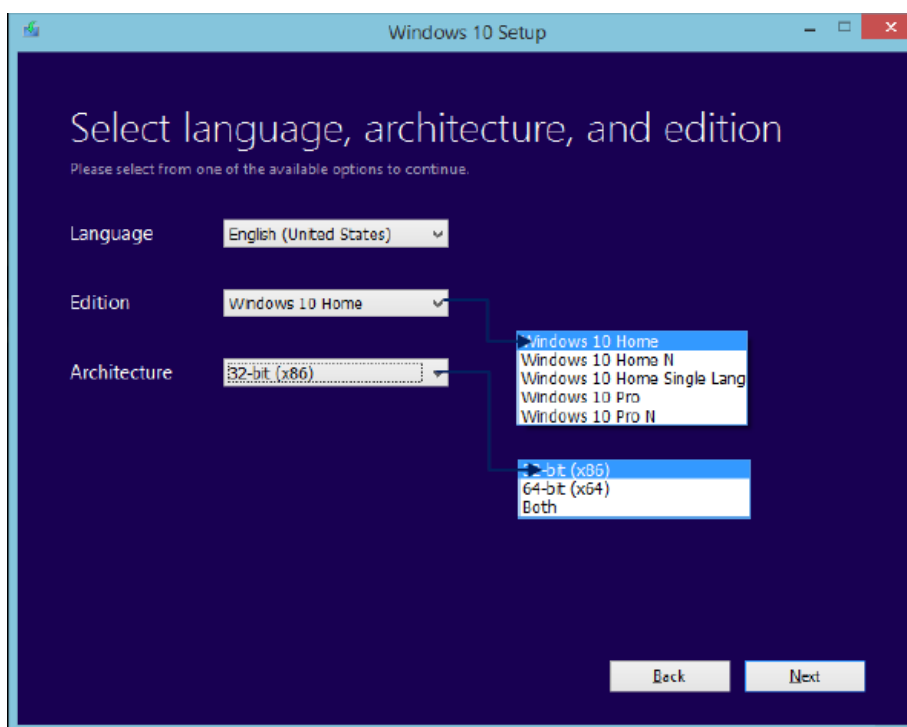 Windows 10 Setup
Select language, architecture, and edition
Please select from one of the available options to continue.
Language English (United States)
Edition Windows 10 Home
Windows 10 Home
Windows 10 Home N
Windows 10 Home Single Lang
Windows 10 Pro
Windows 10 Pro N
Architecture 32-bit (x86)
32-bit (x86)
64-bit (x64)
Both
Back Next